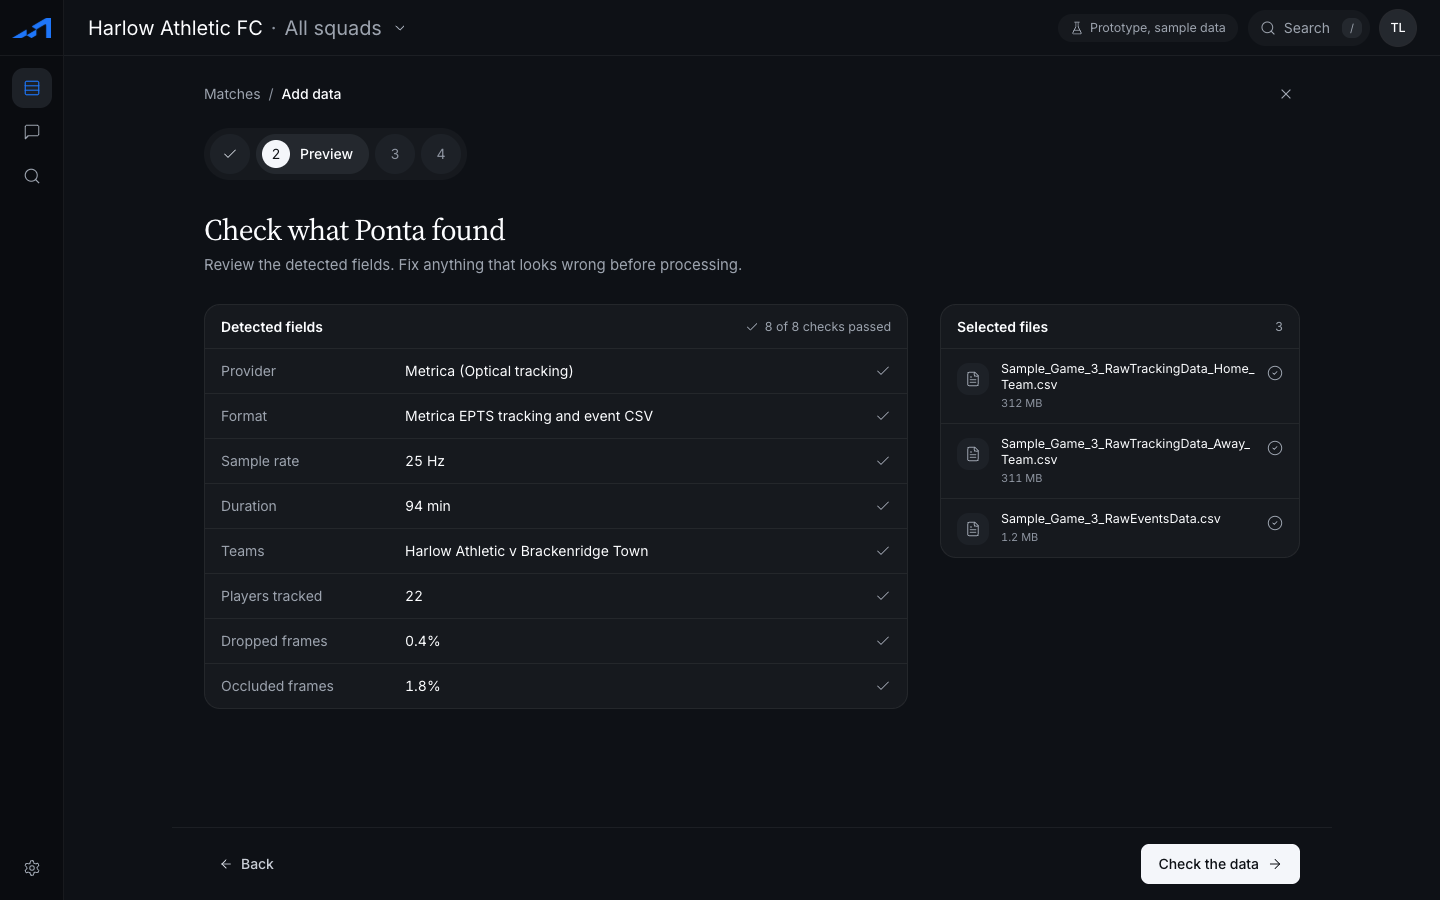 Harlow Athletic FC · All squads
Prototype, sample data
Search /
TL
Matches / Add data
2 Preview 3 4
Check what Ponta found
Review the detected fields. Fix anything that looks wrong before processing.
Detected fields
8 of 8 checks passed
Provider Metrica (Optical tracking)
Format Metrica EPTS tracking and event CSV
Sample rate 25 Hz
Duration 94 min
Teams Harlow Athletic v Brackenridge Town
Players tracked 22
Dropped frames 0.4%
Occluded frames 1.8%
Selected files 3
Sample_Game_3_RawTrackingData_Home_
Team.csv
312 MB
Sample_Game_3_RawTrackingData_Away_
Team.csv
311 MB
Sample_Game_3_RawEventsData.csv
1.2 MB
Back
Check the data